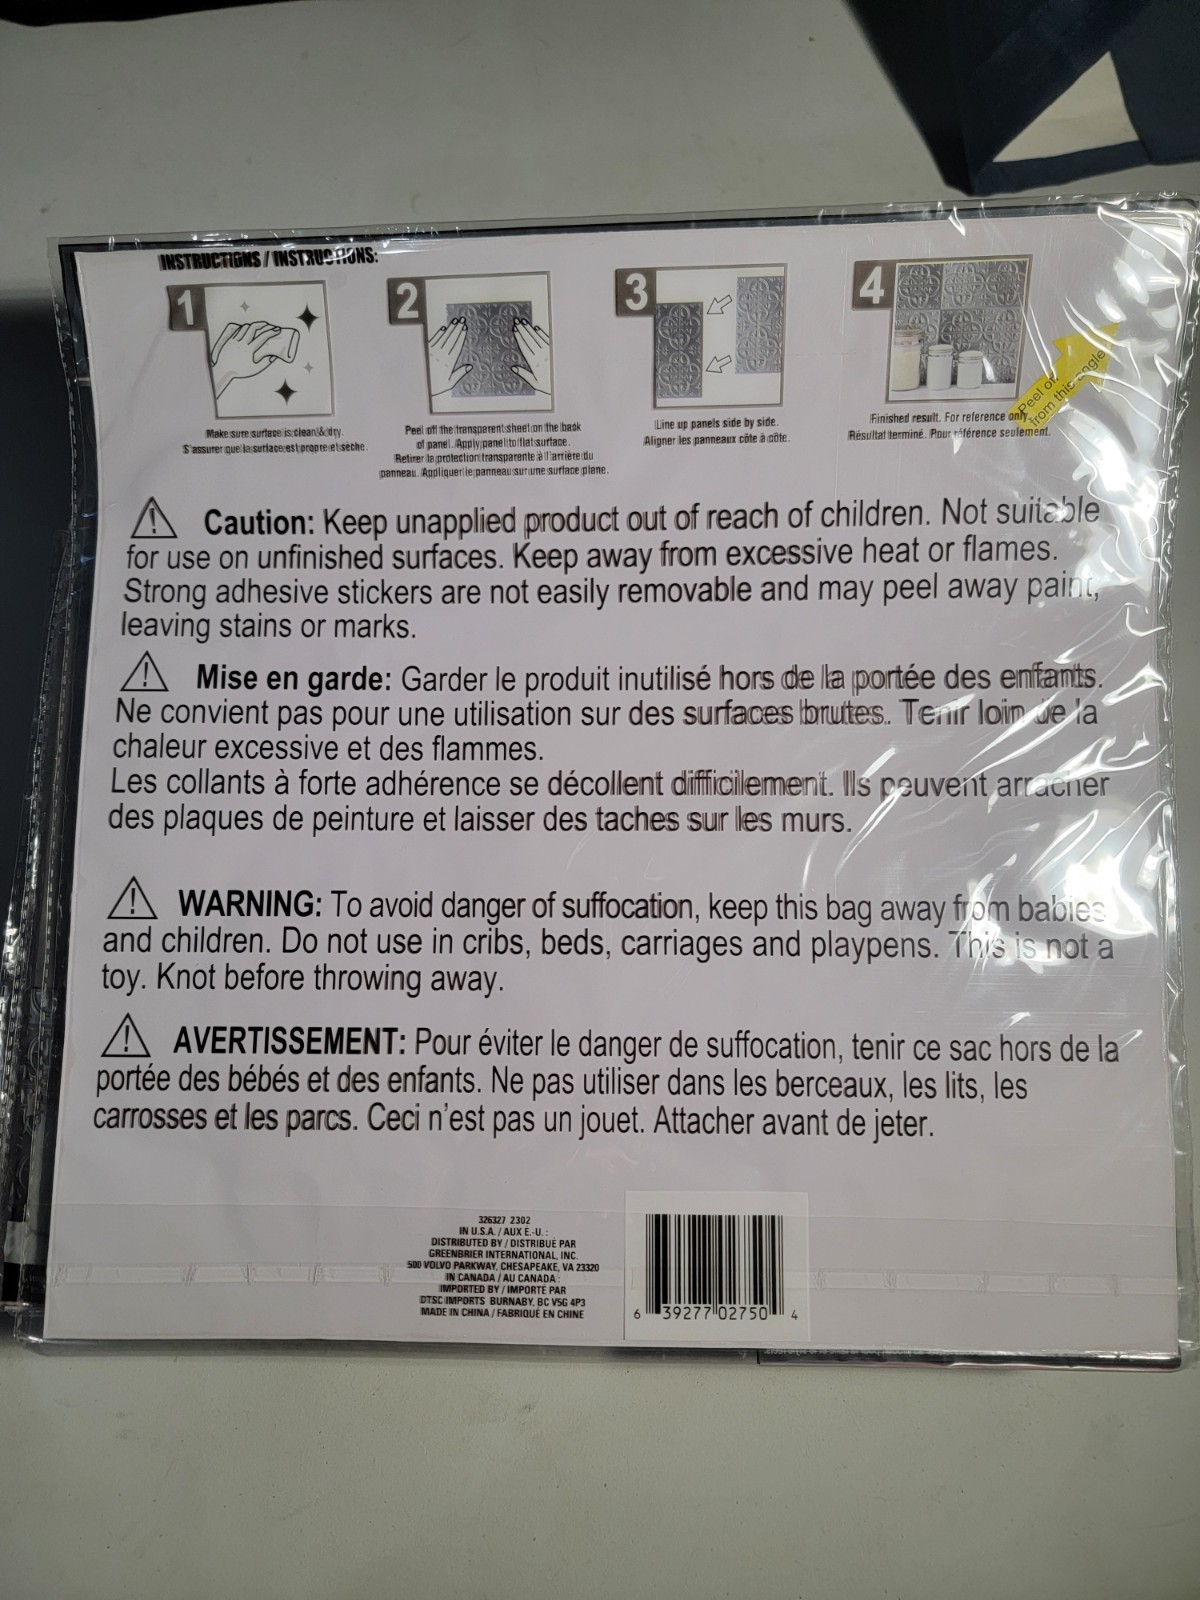 INSTRUCTIONS / INSTRUCTIONS:
1
2
3
4
Make sure surface is clean & dry.
S'assurer que la surface est propre et sèche.
Peel off the transparent sheet on the back
of panel. Apply panel to flat surface.
Retirer la protection transparente à l'arrière du
panneau. Appliquer le panneau sur une surface plane.
Line up panels side by side.
Aligner les panneaux côte à côte.
Finished result. For reference only.
Résultat terminé. Pour référence seulement.
Peel
from this angle
⚠ Caution: Keep unapplied product out of reach of children. Not suitable
for use on unfinished surfaces. Keep away from excessive heat or flames.
Strong adhesive stickers are not easily removable and may peel away paint,
leaving stains or marks.
⚠ Mise en garde: Garder le produit inutilisé hors de la portée des enfants.
Ne convient pas pour une utilisation sur des surfaces brutes. Tenir loin de la
chaleur excessive et des flammes.
Les collants à forte adhérence se décollent difficilement. Ils peuvent arracher
des plaques de peinture et laisser des taches sur les murs.
⚠ WARNING: To avoid danger of suffocation, keep this bag away from babies
and children. Do not use in cribs, beds, carriages and playpens. This is not a
toy. Knot before throwing away.
⚠ AVERTISSEMENT: Pour éviter le danger de suffocation, tenir ce sac hors de la
portée des bébés et des enfants. Ne pas utiliser dans les berceaux, les lits, les
carrosses et les parcs. Ceci n'est pas un jouet. Attacher avant de jeter.
326327 2302
IN U.S.A. / AUX É.-U. :
DISTRIBUTED BY / DISTRIBUÉ PAR
GREENBRIER INTERNATIONAL, INC.
500 VOLVO PARKWAY, CHESAPEAKE, VA 23320
IN CANADA / AU CANADA :
IMPORTED BY / IMPORTÉ PAR
DTSC IMPORTS BURNABY, BC V5G 4P3
MADE IN CHINA / FABRIQUÉ EN CHINE
6 39277 02750 4